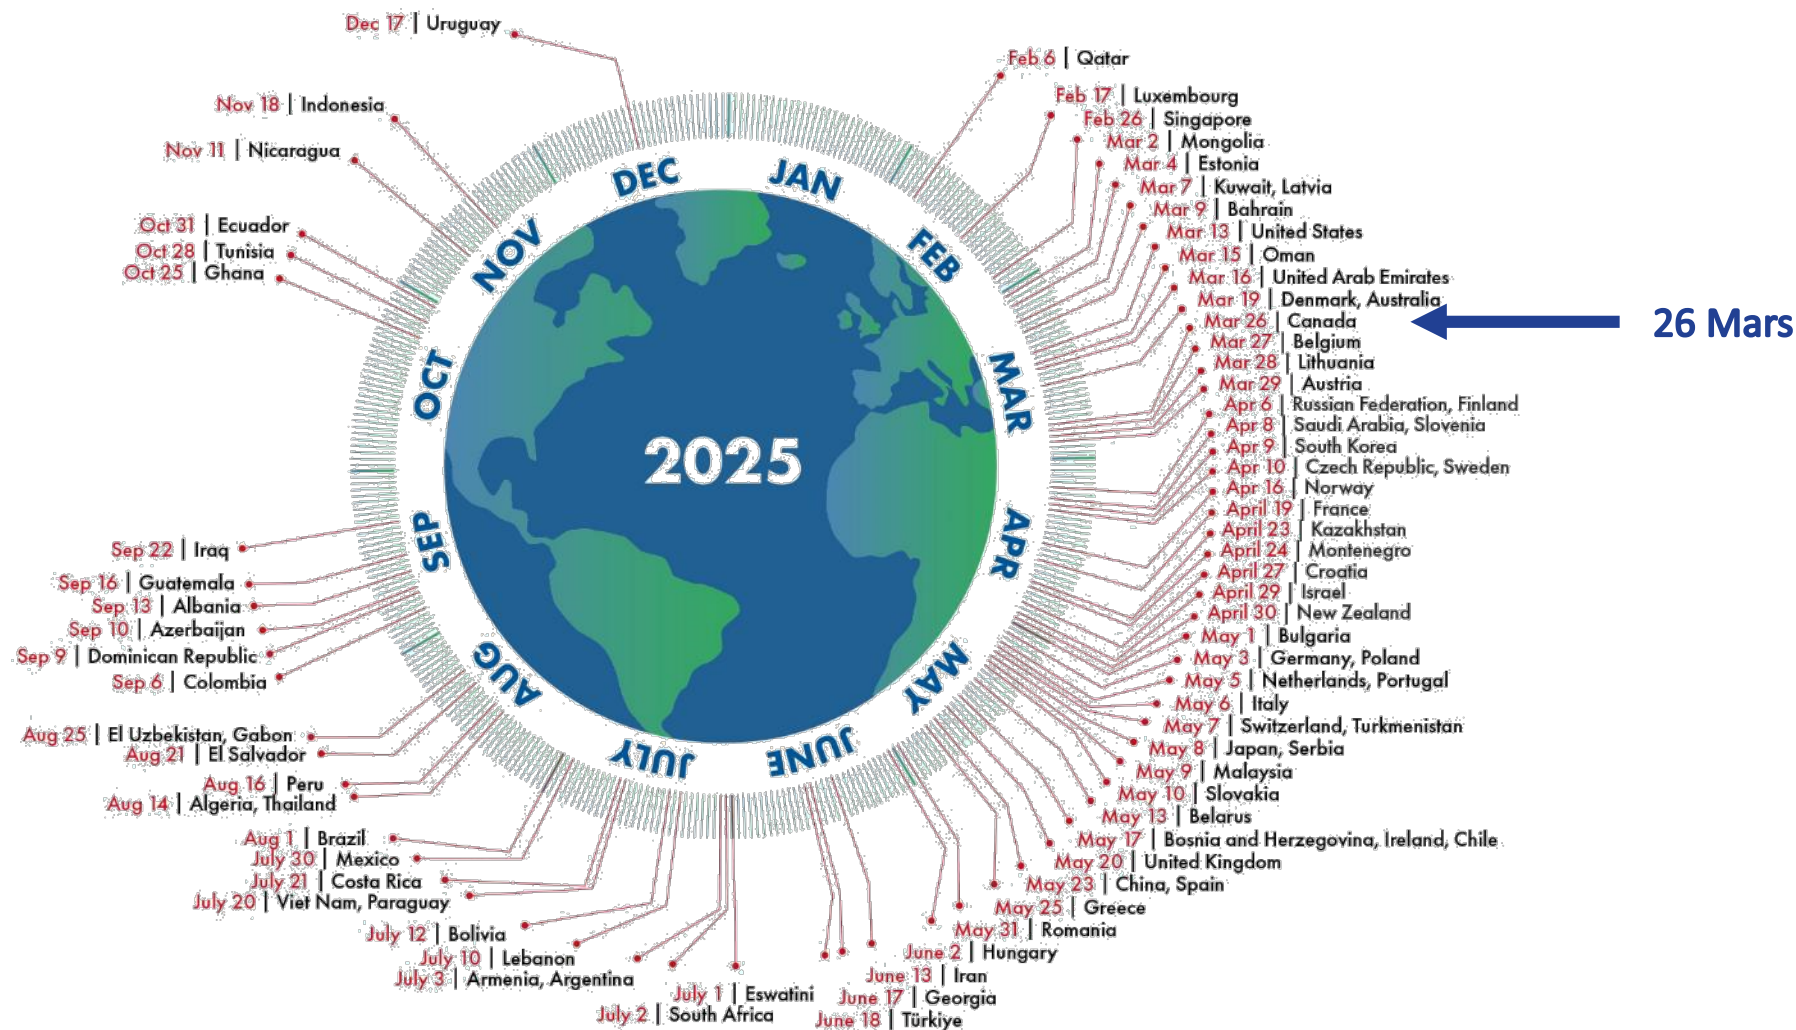 Dec 17 | Uruguay
Nov 18 | Indonesia
Nov 11 | Nicaragua
Oct 31 | Ecuador
Oct 28 | Tunisia
Oct 25 | Ghana
Sep 22 | Iraq
Sep 16 | Guatemala
Sep 13 | Albania
Sep 10 | Azerbaijan
Sep 9 | Dominican Republic
Sep 6 | Colombia
Aug 25 | El Uzbekistan, Gabon
Aug 21 | El Salvador
Aug 16 | Peru
Aug 14 | Algeria, Thailand
Aug 1 | Brazil
July 30 | Mexico
July 21 | Costa Rica
July 20 | Viet Nam, Paraguay
July 12 | Bolivia
July 10 | Lebanon
July 3 | Armenia, Argentina
July 1 | Eswatini
July 2 | South Africa
JAN
FEB
MAR
APR
MAY
JUNE
JULY
AUG
SEP
OCT
NOV
DEC
2025
Feb 6 | Qatar
Feb 17 | Luxembourg
Feb 26 | Singapore
Mar 2 | Mongolia
Mar 4 | Estonia
Mar 7 | Kuwait, Latvia
Mar 9 | Bahrain
Mar 13 | United States
Mar 15 | Oman
Mar 16 | United Arab Emirates
Mar 19 | Denmark, Australia
Mar 26 | Canada
26 Mars
Mar 27 | Belgium
Mar 28 | Lithuania
Mar 29 | Austria
Apr 6 | Russian Federation, Finland
Apr 8 | Saudi Arabia, Slovenia
Apr 9 | South Korea
Apr 10 | Czech Republic, Sweden
Apr 16 | Norway
April 19 | France
April 23 | Kazakhstan
April 24 | Montenegro
April 27 | Croatia
April 29 | Israel
April 30 | New Zealand
May 1 | Bulgaria
May 3 | Germany, Poland
May 5 | Netherlands, Portugal
May 6 | Italy
May 7 | Switzerland, Turkmenistan
May 8 | Japan, Serbia
May 9 | Malaysia
May 10 | Slovakia
May 13 | Belarus
May 17 | Bosnia and Herzegovina, Ireland, Chile
May 20 | United Kingdom
May 23 | China, Spain
May 25 | Greece
May 31 | Romania
June 2 | Hungary
June 13 | Iran
June 17 | Georgia
June 18 | Türkiye